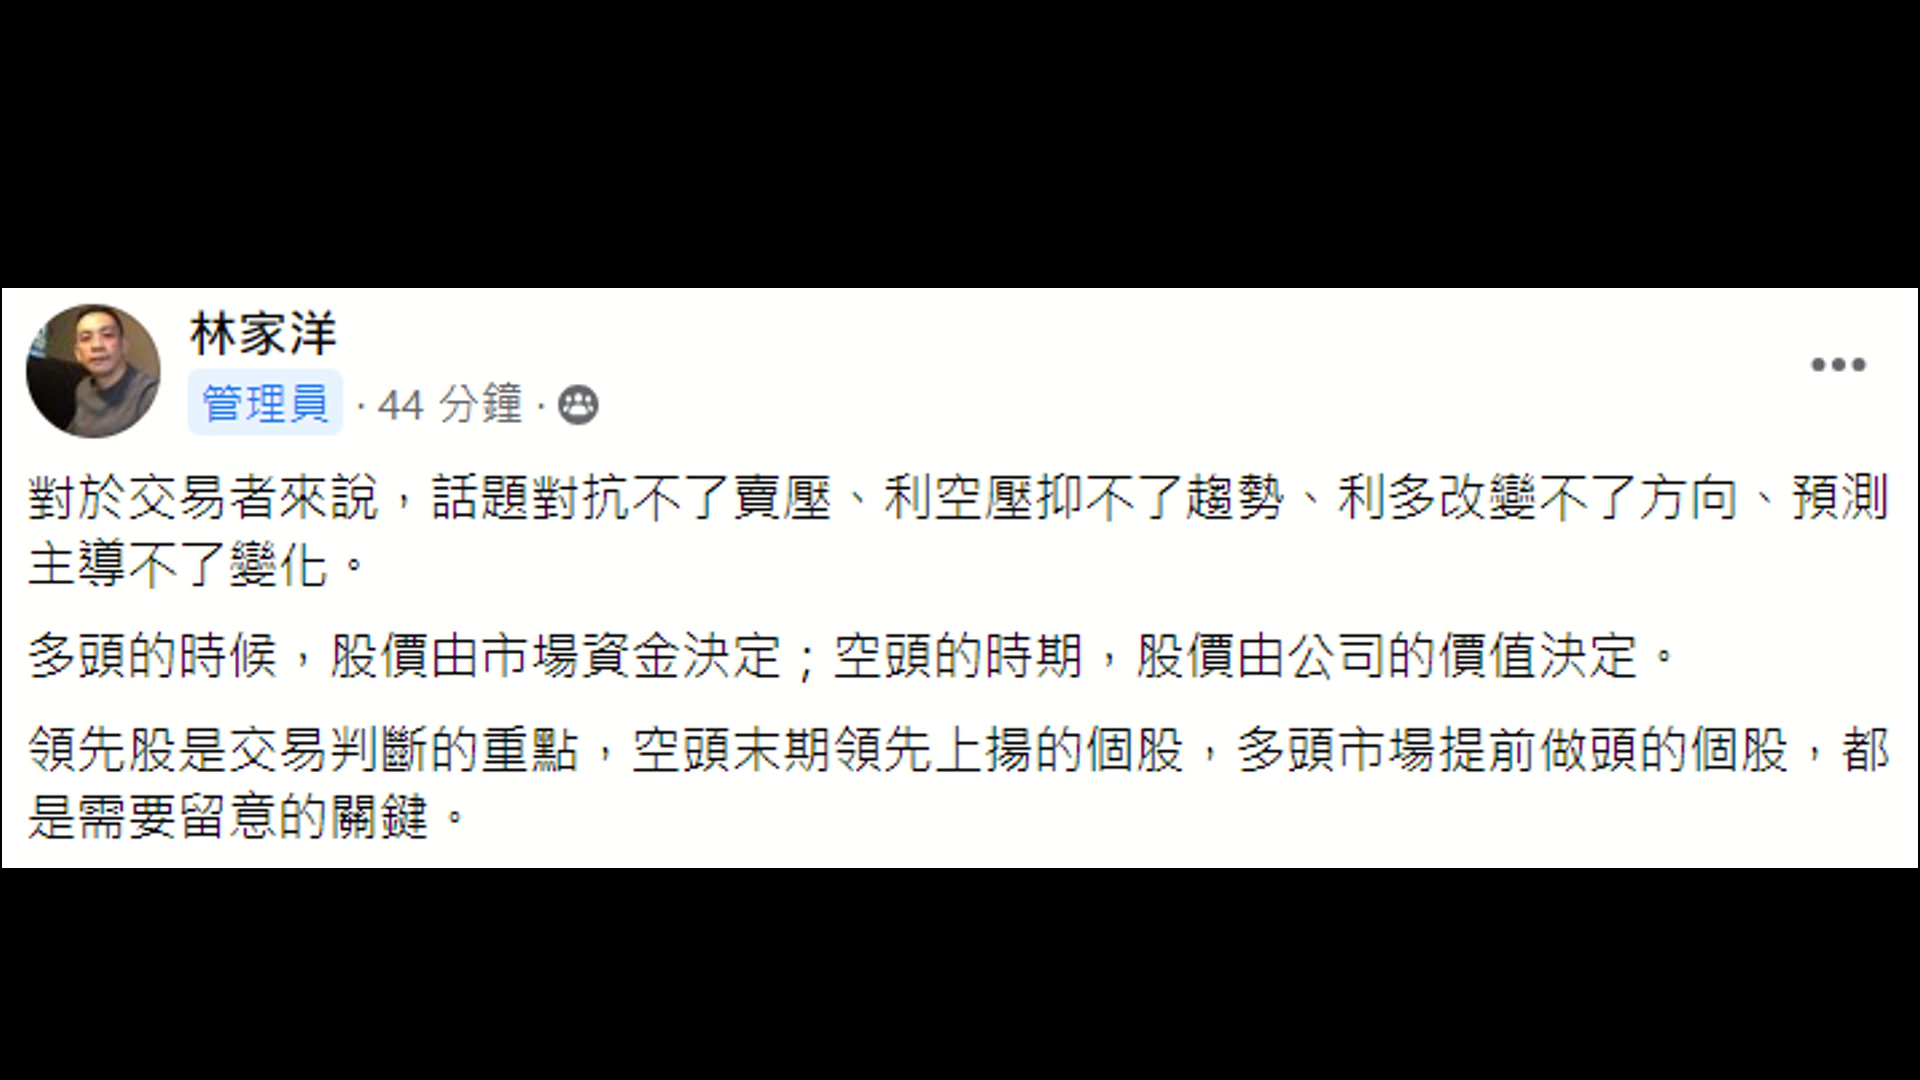 林家洋
管理員 · 44 分鐘 ·
對於交易者來說，話題對抗不了賣壓、利空壓抑不了趨勢、利多改變不了方向、預測
主導不了變化。
多頭的時候，股價由市場資金決定；空頭的時期，股價由公司的價值決定。
領先股是交易判斷的重點，空頭末期領先上揚的個股，多頭市場提前做頭的個股，都
是需要留意的關鍵。